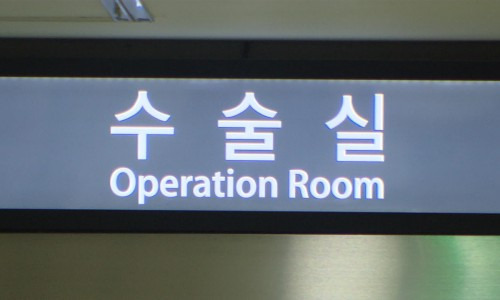 수술실
Operation Room